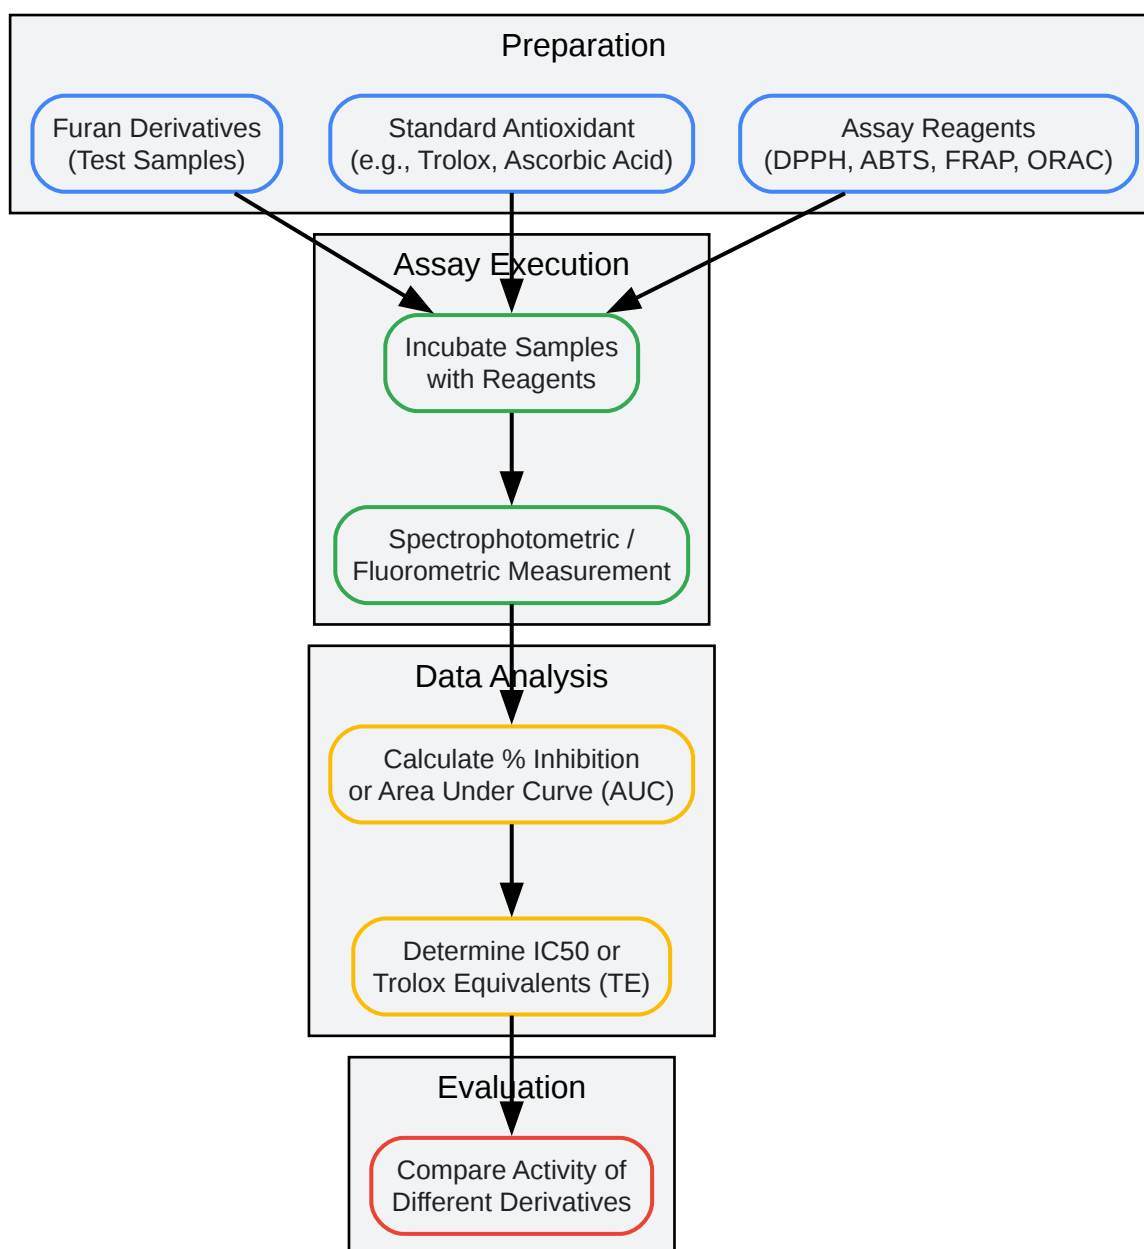 Preparation
Furan Derivatives
(Test Samples)
Standard Antioxidant
(e.g., Trolox, Ascorbic Acid)
Assay Reagents
(DPPH, ABTS, FRAP, ORAC)
Assay Execution
Incubate Samples
with Reagents
Spectrophotometric /
Fluorometric Measurement
Data Analysis
Calculate % Inhibition
or Area Under Curve (AUC)
Determine IC50 or
Trolox Equivalents (TE)
Evaluation
Compare Activity of
Different Derivatives